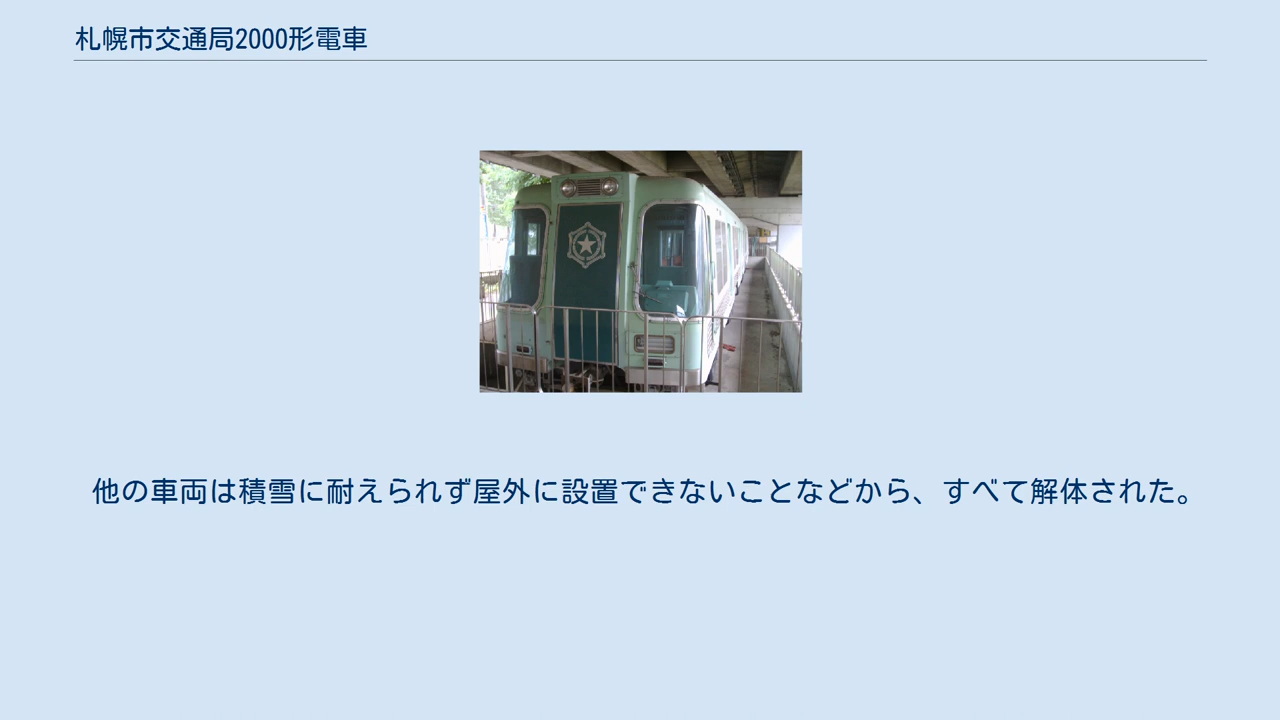 札幌市交通局2000形電車
他の車両は積雪に耐えられず屋外に設置できないことなどから、すべて解体された。